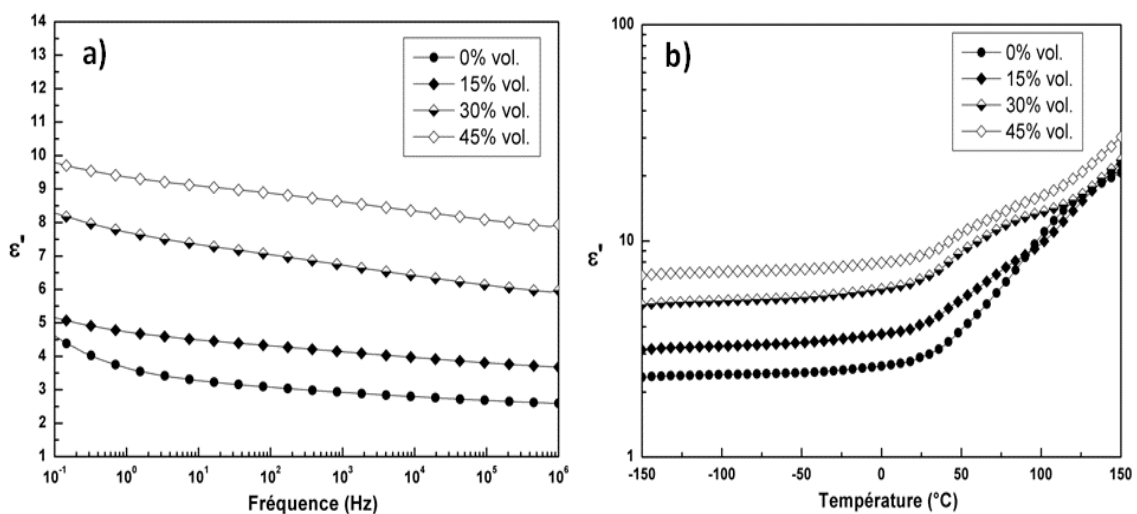 a)
14
13
12
11
10
9
8
7
6
5
4
3
2
1
ε'
0% vol.
15% vol.
30% vol.
45% vol.
10⁻¹ 10⁰ 10¹ 10² 10³ 10⁴ 10⁵ 10⁶
Fréquence (Hz)
b)
100
10
1
ε'
0% vol.
15% vol.
30% vol.
45% vol.
-150 -100 -50 0 50 100 150
Température (°C)